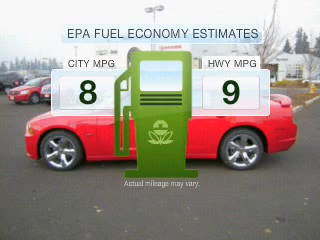 EPA FUEL ECONOMY ESTIMATES
CITY MPG
HWY MPG
8
9
Actual mileage may vary.